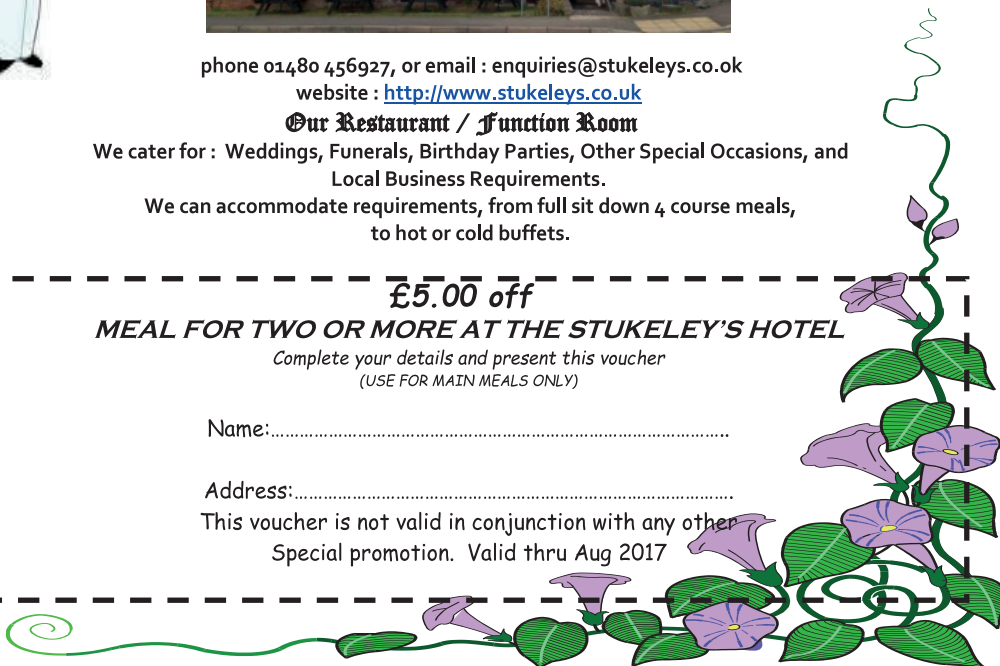 phone 01480 456927, or email : enquiries@stukeleys.co.ok
website : http://www.stukeleys.co.uk
Our Restaurant / Function Room
We cater for : Weddings, Funerals, Birthday Parties, Other Special Occasions, and
Local Business Requirements.
We can accommodate requirements, from full sit down 4 course meals,
to hot or cold buffets.
£5.00 off
MEAL FOR TWO OR MORE AT THE STUKELEY'S HOTEL
Complete your details and present this voucher
(USE FOR MAIN MEALS ONLY)
Name:…………………………………………………………………………………..
Address:……………………………………………………………………………….
This voucher is not valid in conjunction with any other
Special promotion. Valid thru Aug 2017